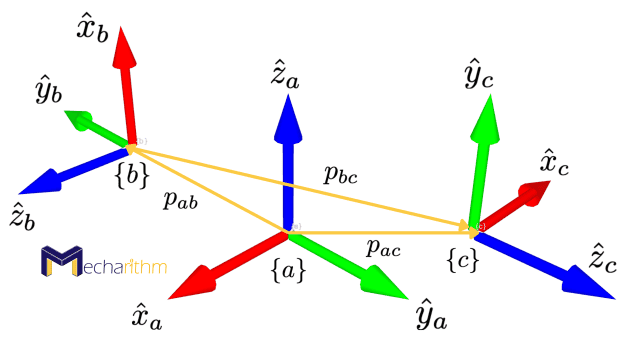 x̂_b
ẑ_a
ŷ_c
ŷ_b
{b}
p_bc
x̂_c
ẑ_b
p_ab
p_ac
{c}
ẑ_c
Mecharithm
{a}
x̂_a
ŷ_a